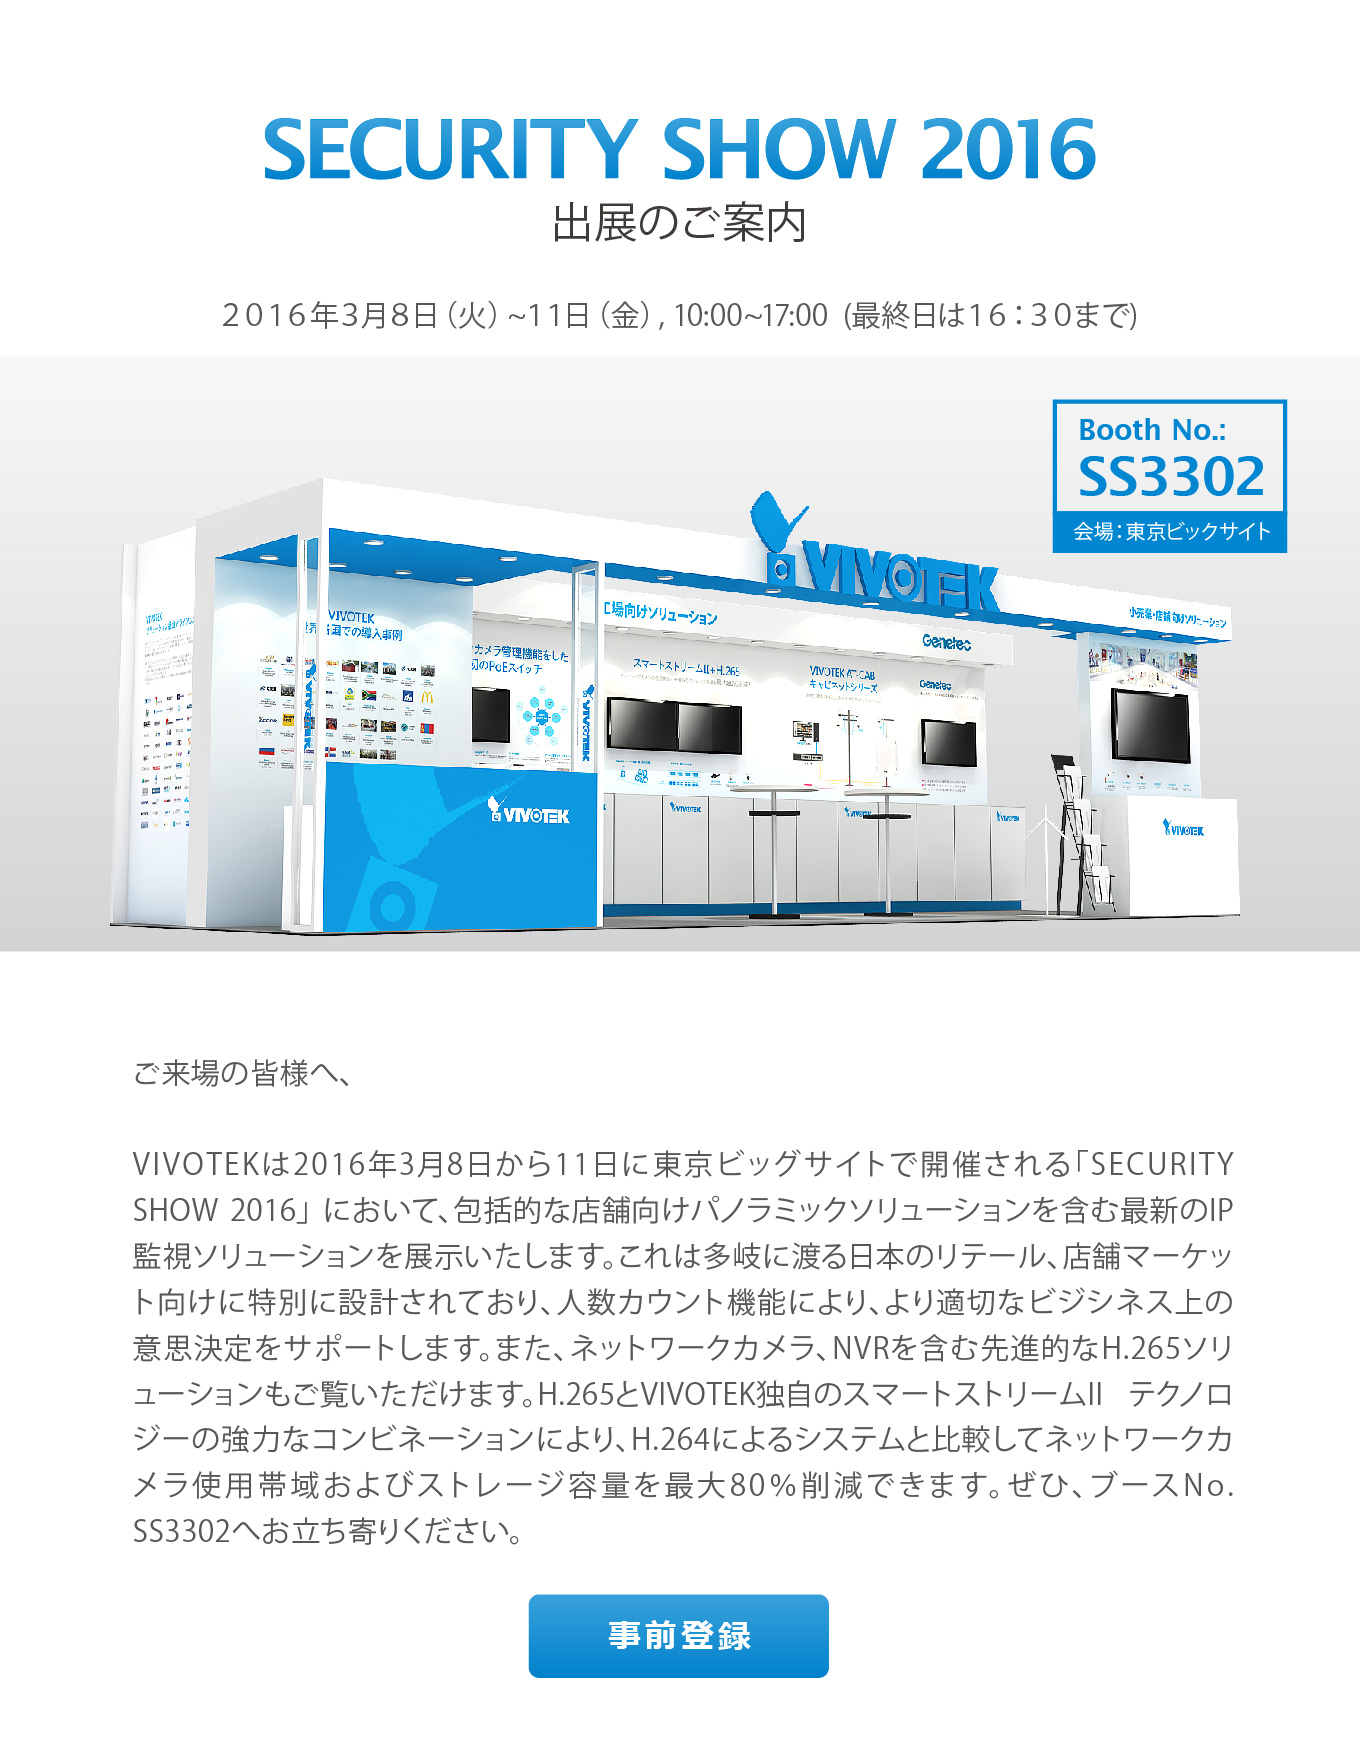 SECURITY SHOW 2016
出展のご案内
２０１６年３月８日（火）~１１日（金）, 10:00~17:00 (最終日は１６：３０まで)
Booth No.:
SS3302
会場：東京ビックサイト
VIVOTEK
小売業・店舗向けソリューション
工場向けソリューション
Genetec
VIVOTEK
VIVOTEK
世界各国での導入事例
カメラ管理機能をした
初のPoEスイッチ
スマートストリームII+H.265
VIVOTEK AT-CAB
キャビネットシリーズ
Genetec
VIVOTEK
VIVOTEK
VIVOTEK
VIVOTEK
VIVOTEK
VIVOTEK
VIVOTEK
ご来場の皆様へ、
VIVOTEKは2016年3月8日から11日に東京ビッグサイトで開催される「SECURITY
SHOW 2016」 において、包括的な店舗向けパノラミックソリューションを含む最新のIP
監視ソリューションを展示いたします。これは多岐に渡る日本のリテール、店舗マーケッ
ト向けに特別に設計されており、人数カウント機能により、より適切なビジシネス上の
意思決定をサポートします。また、ネットワークカメラ、NVRを含む先進的なH.265ソリ
ューションもご覧いただけます。H.265とVIVOTEK独自のスマートストリームII　テクノロ
ジーの強力なコンビネーションにより、H.264によるシステムと比較してネットワークカ
メラ使用帯域およびストレージ容量を最大80%削減できます。ぜひ、ブースNo.
SS3302へお立ち寄りください。
事前登録